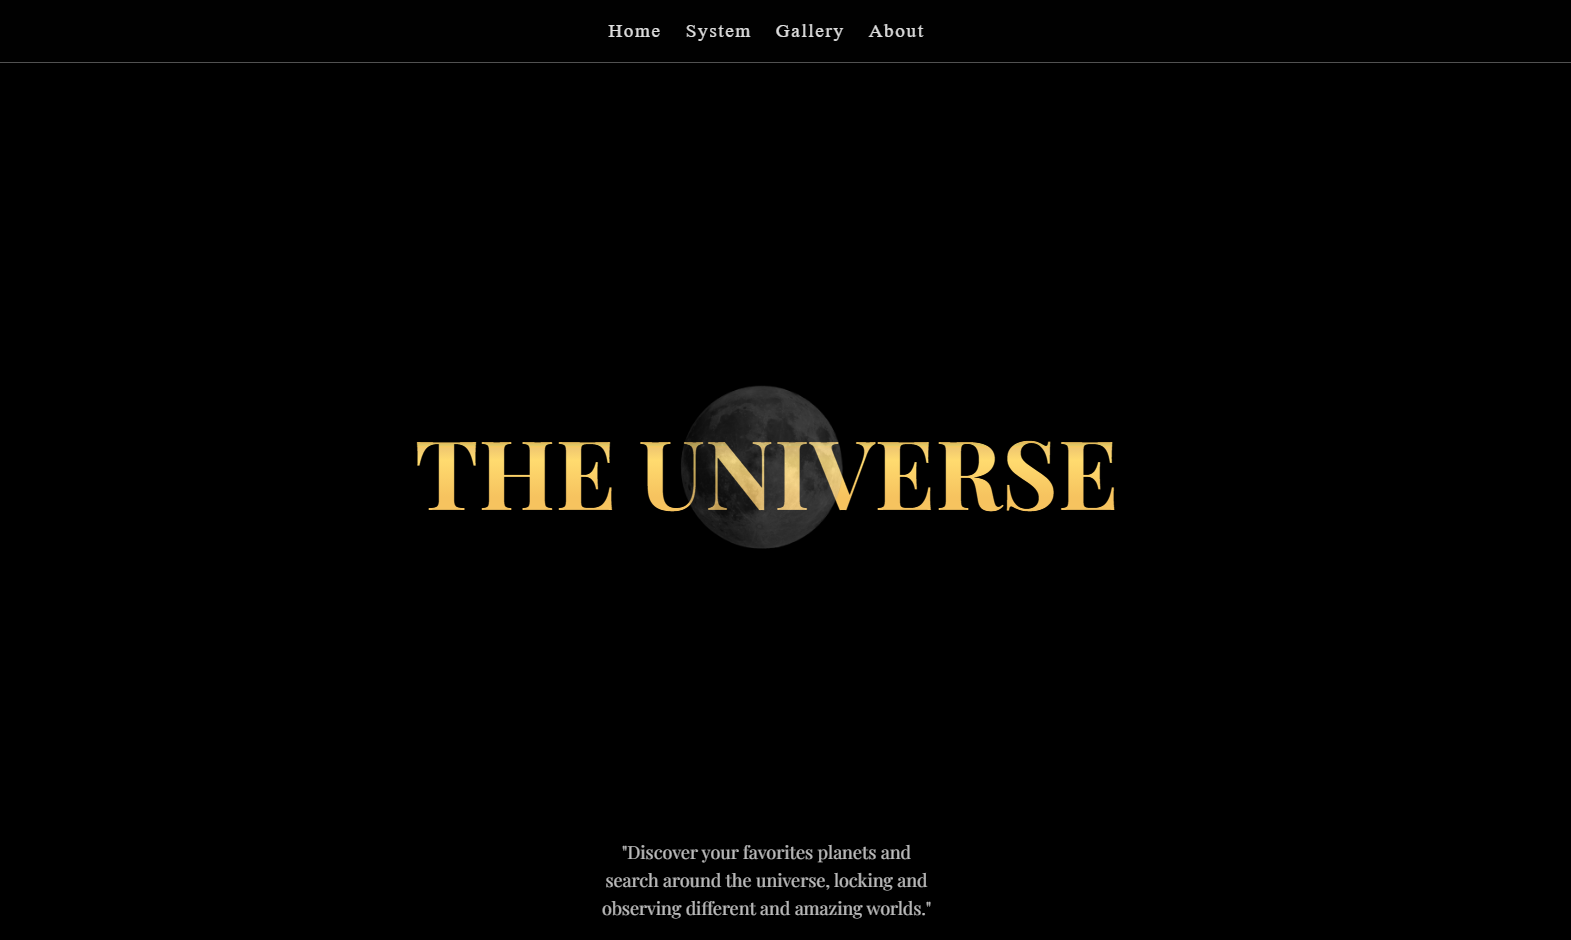 Home System Gallery About
THE UNIVERSE
"Discover your favorites planets and
search around the universe, locking and
observing different and amazing worlds."